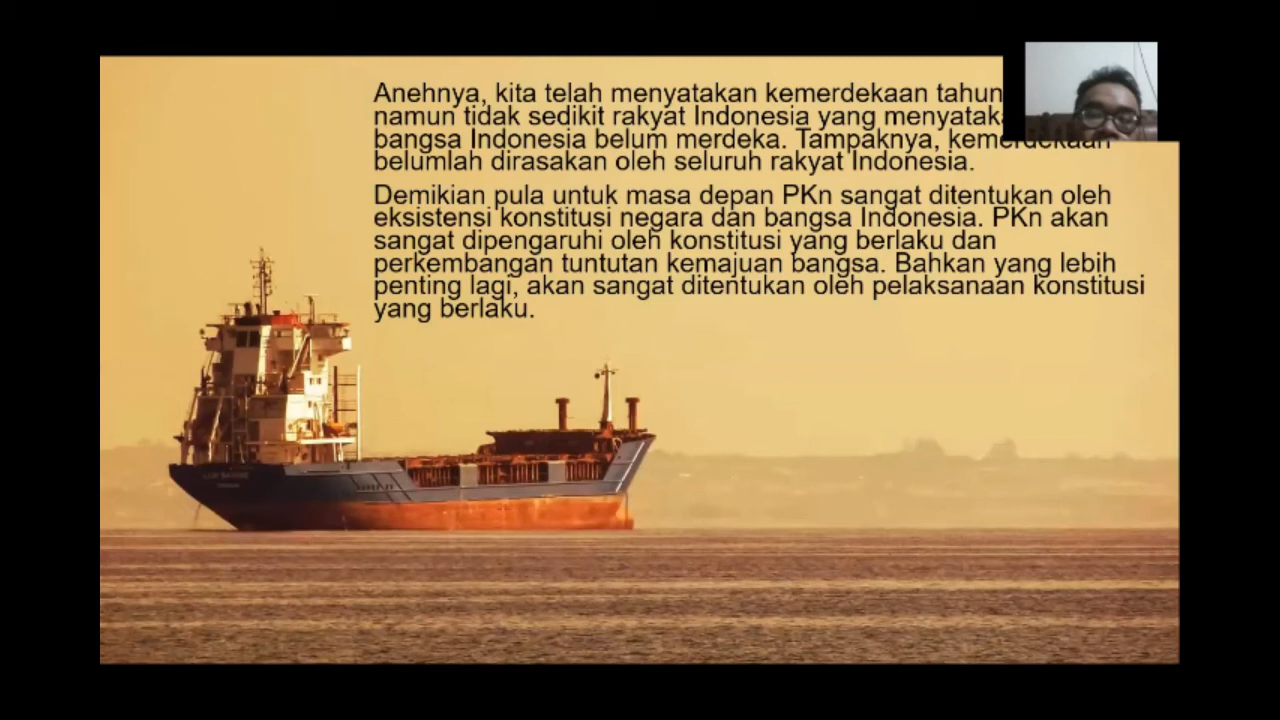 Anehnya, kita telah menyatakan kemerdekaan tahun
namun tidak sedikit rakyat Indonesia yang
bangsa Indonesia belum merdeka. Tampaknya, kemerdekaan
belumlah dirasakan oleh seluruh rakyat Indonesia.
Demikian pula untuk masa depan PKn sangat ditentukan oleh
eksistensi konstitusi negara dan bangsa Indonesia. PKn akan
sangat dipengaruhi oleh konstitusi yang berlaku dan
perkembangan tuntutan kemajuan bangsa. Bahkan yang lebih
penting lagi, akan sangat ditentukan oleh pelaksanaan konstitusi
yang berlaku.